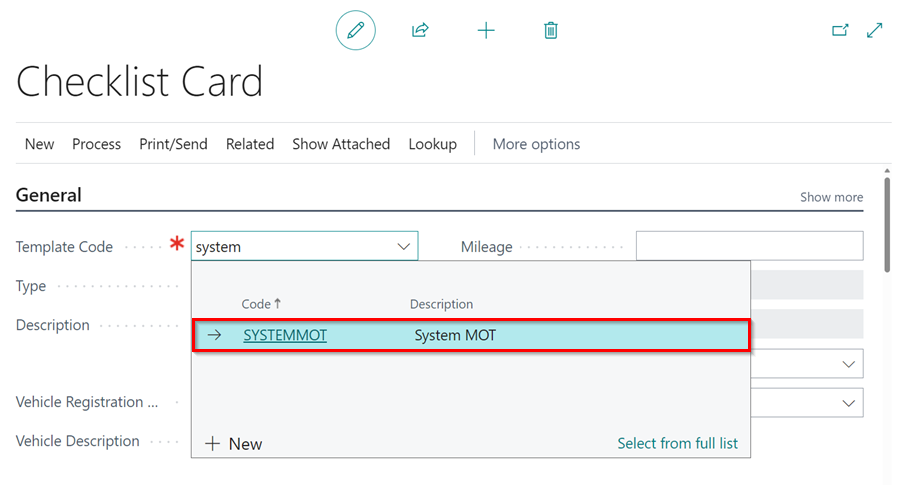 Checklist Card
New Process Print/Send Related Show Attached Lookup More options
General Show more
Template Code * system Mileage
Type
Code↑ Description
Description
→ SYSTEMMOT System MOT
Vehicle Registration ...
Vehicle Description
+ New Select from full list